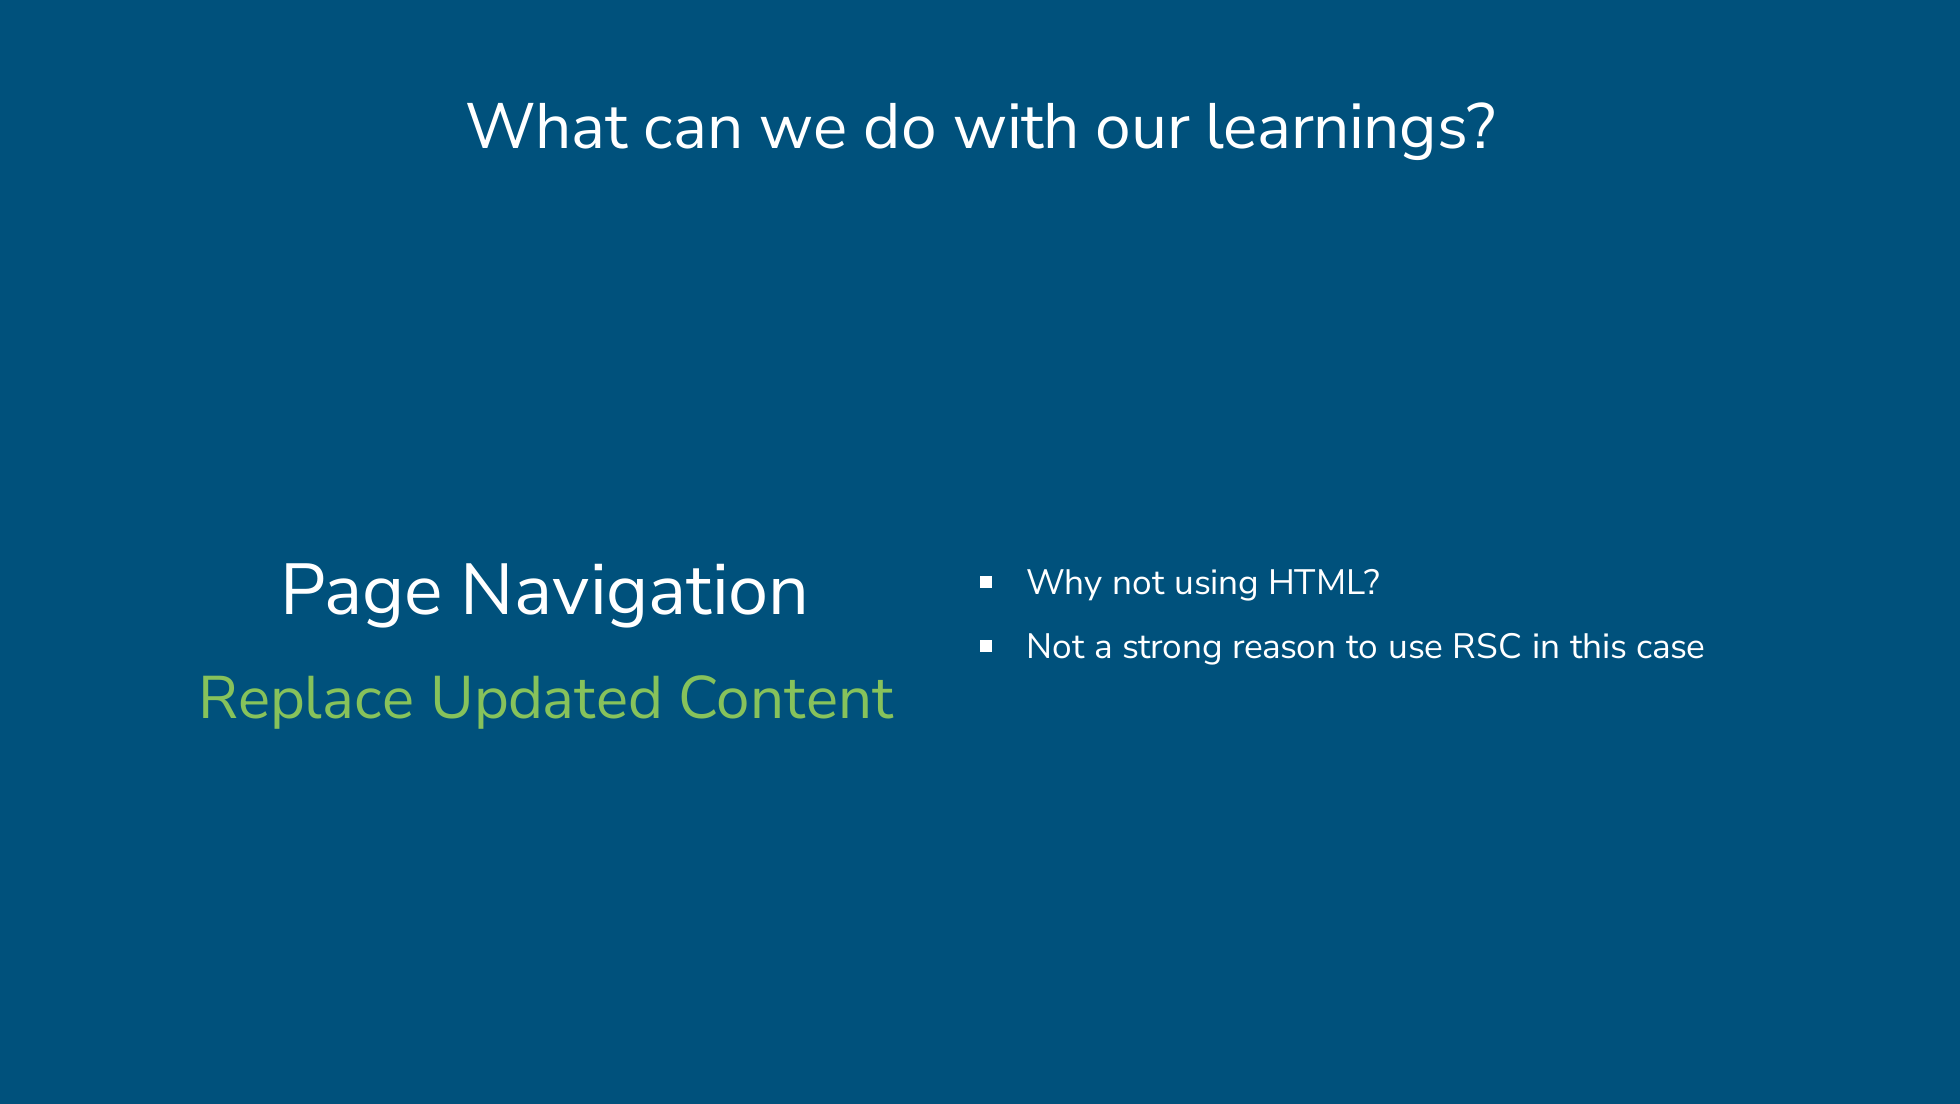 What can we do with our learnings?
Page Navigation
Replace Updated Content
Why not using HTML?
Not a strong reason to use RSC in this case